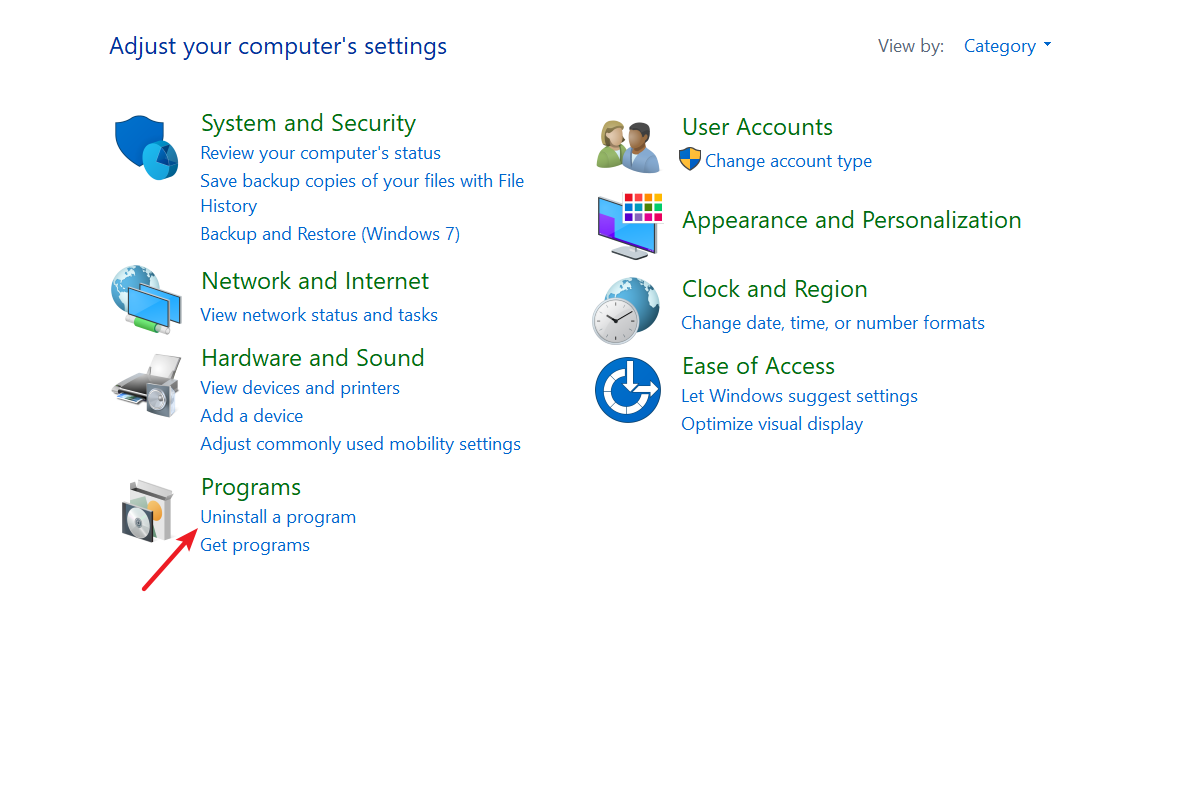 Adjust your computer's settings
View by: Category
System and Security
Review your computer's status
Save backup copies of your files with File
History
Backup and Restore (Windows 7)
Network and Internet
View network status and tasks
Hardware and Sound
View devices and printers
Add a device
Adjust commonly used mobility settings
Programs
Uninstall a program
Get programs
User Accounts
Change account type
Appearance and Personalization
Clock and Region
Change date, time, or number formats
Ease of Access
Let Windows suggest settings
Optimize visual display